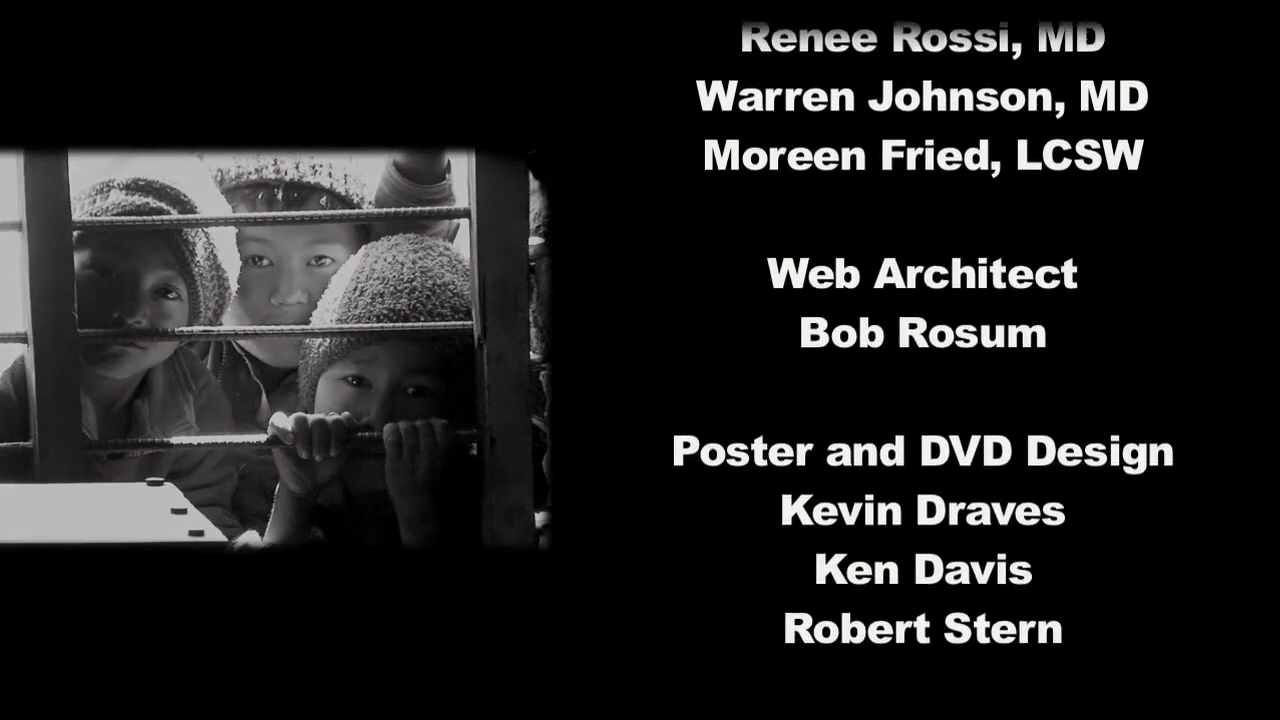 Renee Rossi, MD
Warren Johnson, MD
Moreen Fried, LCSW
Web Architect
Bob Rosum
Poster and DVD Design
Kevin Draves
Ken Davis
Robert Stern